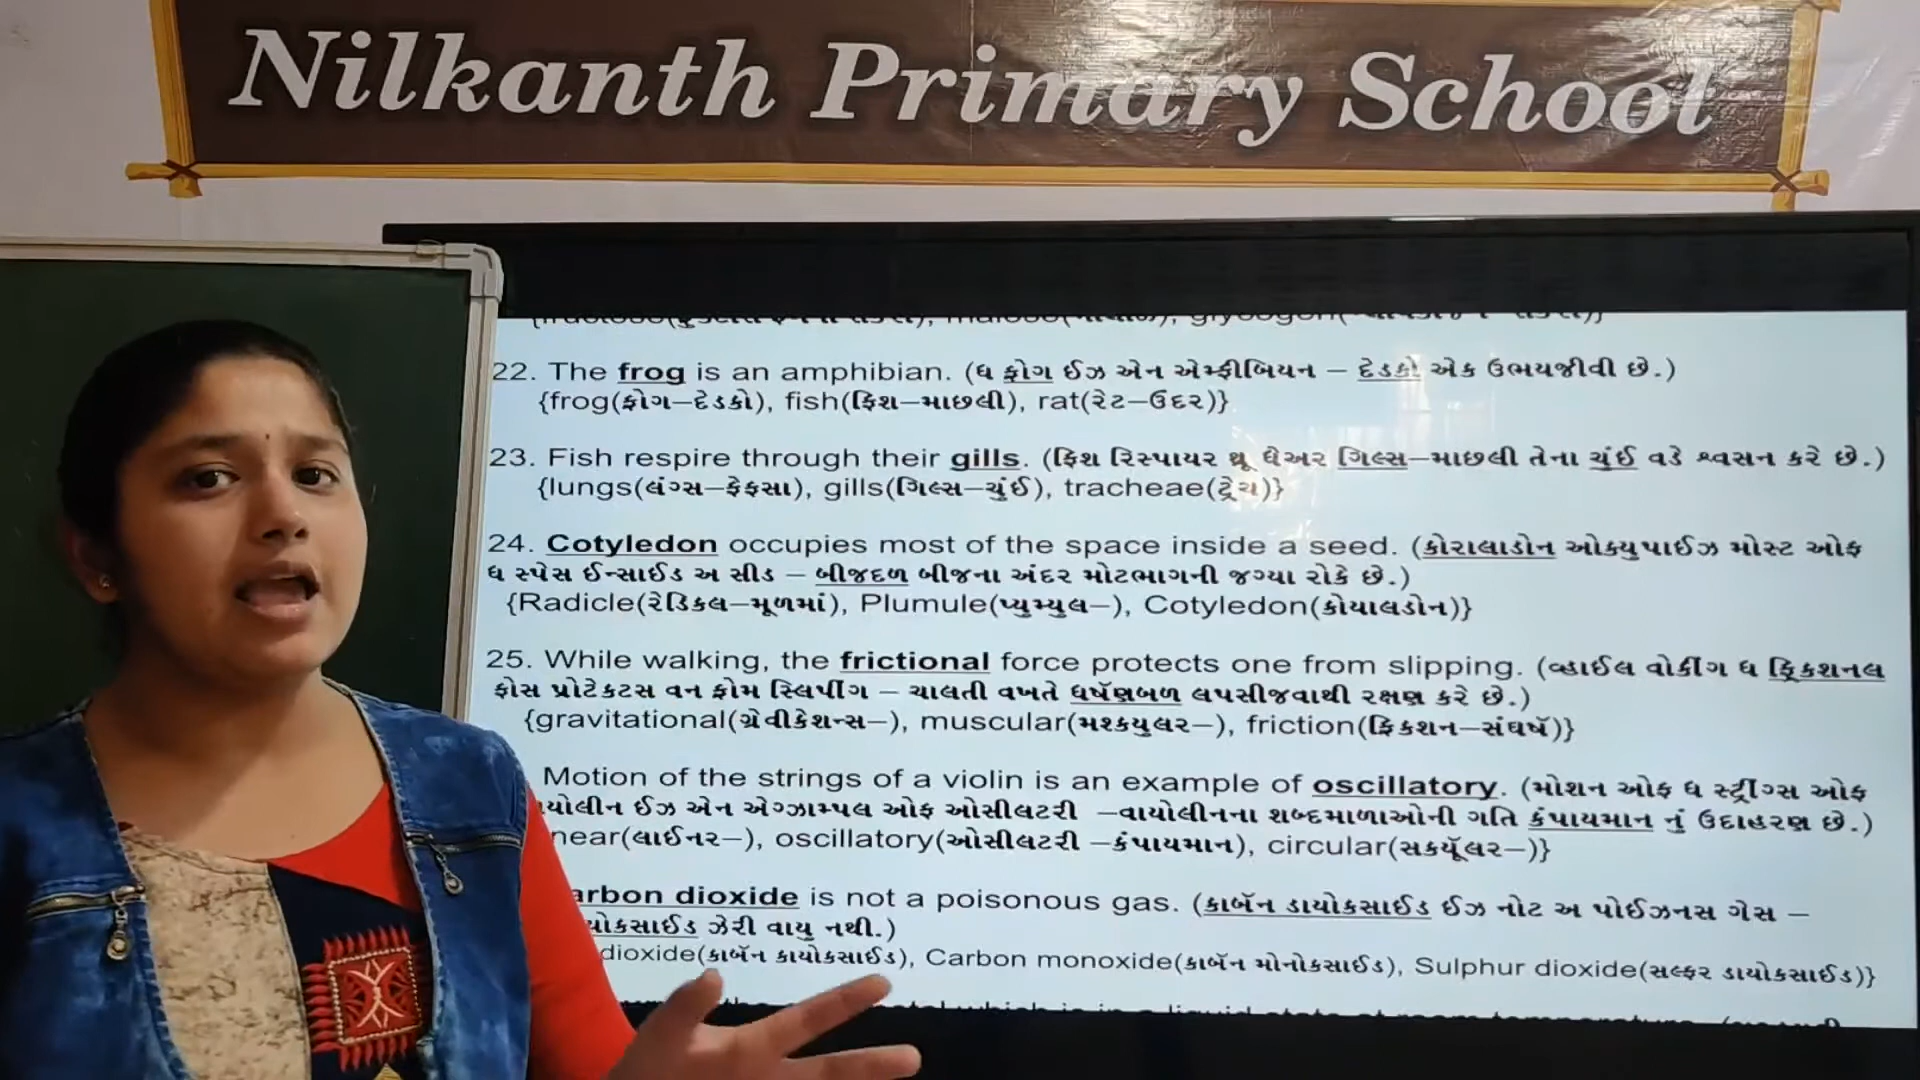 Nilkanth Primary School
22. The frog is an amphibian. (ધ ફ્રોગ ઈઝ એન એમ્ફીબિયન – દેડકો એક ઉભયજીવી છે.)
{frog(ફ્રોગ–દેડકો), fish(ફિશ–માછલી), rat(રેટ–ઉંદર)}
23. Fish respire through their gills. (ફિશ રિસ્પાયર થ્રૂ ધેઅર ગિલ્સ–માછલી તેના ચુંઈ વડે શ્વસન કરે છે.)
{lungs(લંગ્સ–ફેફસા), gills(ગિલ્સ–ચુંઈ), tracheae(ટ્રેચ)}
24. Cotyledon occupies most of the space inside a seed. (કોરાલાડોન ઓક્યુપાઈઝ મોસ્ટ ઓફ
ધ સ્પેસ ઈન્સાઈડ અ સીડ – બીજદળ બીજના અંદર મોટભાગની જગ્યા રોકે છે.)
{Radicle(રેડિકલ–મૂળમાં), Plumule(પ્યુમ્યુલ–), Cotyledon(કોયાલડોન)}
25. While walking, the frictional force protects one from slipping. (વ્હાઈલ વોકીંગ ધ ફ્રિકશનલ
ફોસ પ્રોટેકટસ વન ફ્રોમ સ્લિપીંગ – ચાલતી વખતે ઘર્ષણબળ લપસીજવાથી રક્ષણ કરે છે.)
{gravitational(ગ્રેવીકેશન્સ–), muscular(મશ્ક્યુલર–), friction(ફ્રિકશન–સંઘર્ષ)}
Motion of the strings of a violin is an example of oscillatory. (મોશન ઓફ ધ સ્ટ્રીંગ્સ ઓફ
યોલીન ઈઝ એન એગ્ઝામ્પલ ઓફ ઓસીલટરી –વાયોલીનના શબ્દમાળાઓની ગતિ કંપાયમાન નું ઉદાહરણ છે.)
near(લાઈનર–), oscillatory(ઓસીલટરી –કંપાયમાન), circular(સર્ક્યૂલર–)}
arbon dioxide is not a poisonous gas. (કાર્બન ડાયોકસાઈડ ઈઝ નોટ અ પોઈઝનસ ગેસ –
યોકસાઈડ ઝેરી વાયુ નથી.)
dioxide(કાર્બન કાયોકસાઈડ), Carbon monoxide(કાર્બન મોનોકસાઈડ), Sulphur dioxide(સલ્ફર ડાયોકસાઈડ)}